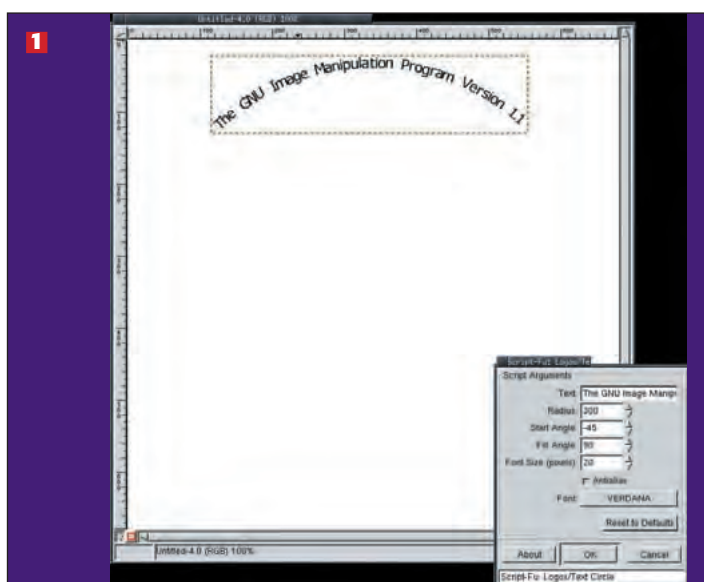 1
Untitled-4.0 (RGB) 100%
The GNU Image Manipulation Program Version 1.1
Script-Fu: Logos/Te
Script Arguments
Text The GNU Image Manip
Radius 200
Start Angle -45
Fill Angle 90
Font Size (pixels) 20
Antialias
Font VERDANA
Reset to Defaults
About OK Cancel
Untitled-4.0 (RGB) 100%
Script-Fu: Logos/Text Circle